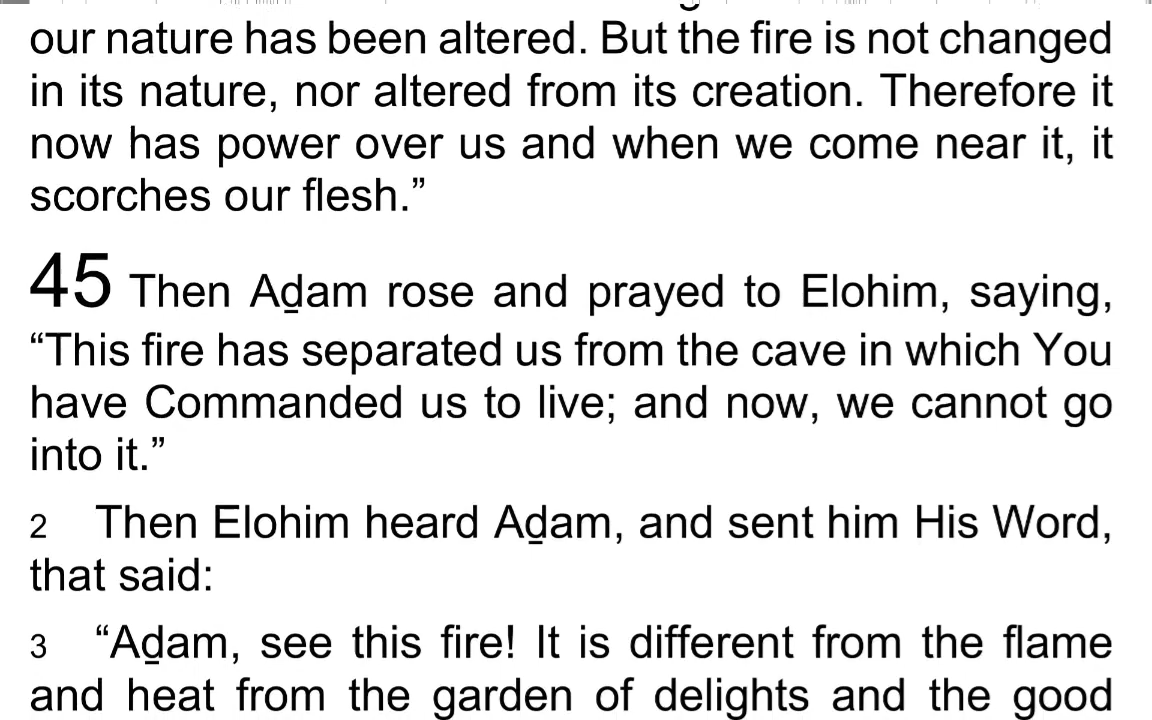 our nature has been altered. But the fire is not changed
in its nature, nor altered from its creation. Therefore it
now has power over us and when we come near it, it
scorches our flesh.”
45 Then Aḏam rose and prayed to Elohim, saying,
“This fire has separated us from the cave in which You
have Commanded us to live; and now, we cannot go
into it.”
2 Then Elohim heard Aḏam, and sent him His Word,
that said:
3 “Aḏam, see this fire! It is different from the flame
and heat from the garden of delights and the good